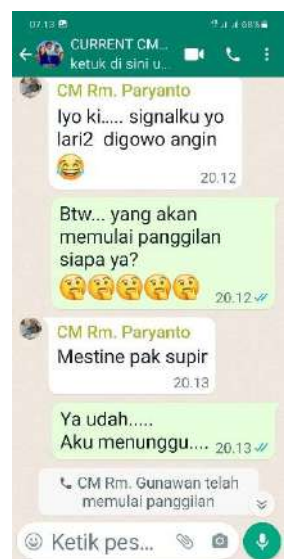 07.13
68%
CURRENT CM...
ketuk di sini u...
CM Rm. Paryanto
Iyo ki..... signalku yo
lari2 digowo angin
😂
20.12
Btw... yang akan
memulai panggilan
siapa ya?
🤔🤔🤔🤔🤔
20.12
CM Rm. Paryanto
Mestine pak supir
20.13
Ya udah.....
Aku menunggu.... 20.13
CM Rm. Gunawan telah
memulai panggilan
Ketik pes...